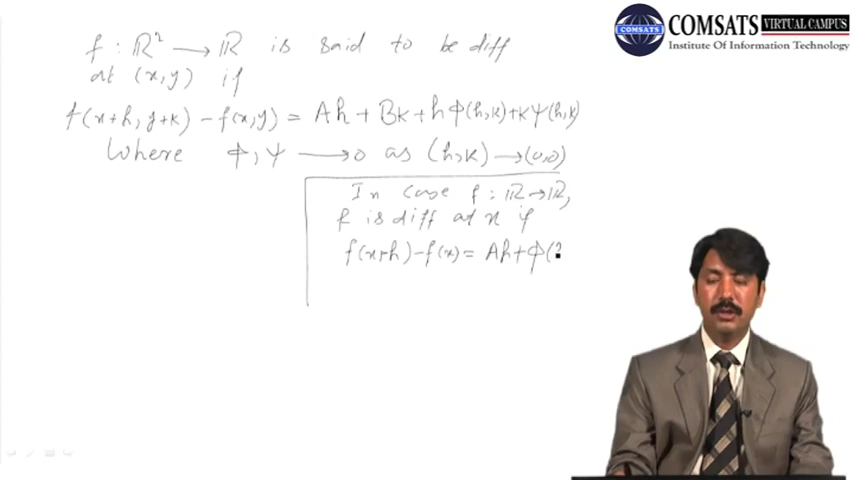 COMSATS VIRTUAL CAMPUS
COMSATS
Institute Of Information Technology
f : ℝ² → ℝ is said to be diff
at (x,y) if
f(x+h, y+k) - f(x,y) = Ah + Bk + hΦ(h,k)+kΨ(h,k)
Where Φ,Ψ → 0 as (h,k) → (0,0)
In case f : ℝ→ℝ,
f is diff at x if
f(x+h) - f(x) = Ah+Φ(